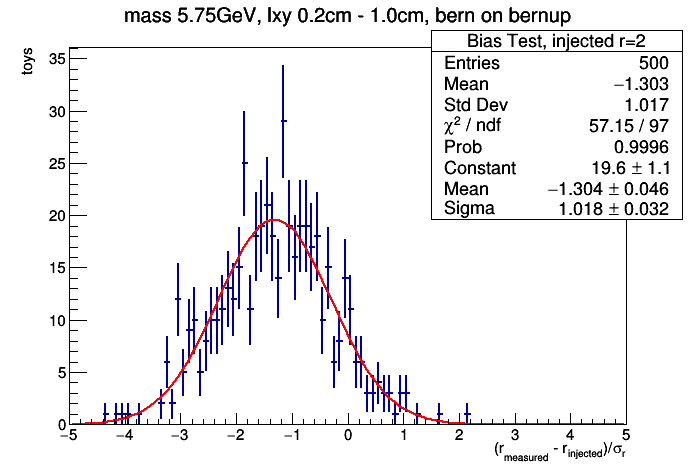 mass 5.75GeV, lxy 0.2cm - 1.0cm, bern on bernup
Bias Test, injected r=2
Entries 500
Mean −1.303
Std Dev 1.017
χ² / ndf 57.15 / 97
Prob 0.9996
Constant 19.6 ± 1.1
Mean −1.304 ± 0.046
Sigma 1.018 ± 0.032
toys
35
30
25
20
15
10
5
0
−5 −4 −3 −2 −1 0 1 2 3 4 5
(r_measured - r_injected)/σ_r